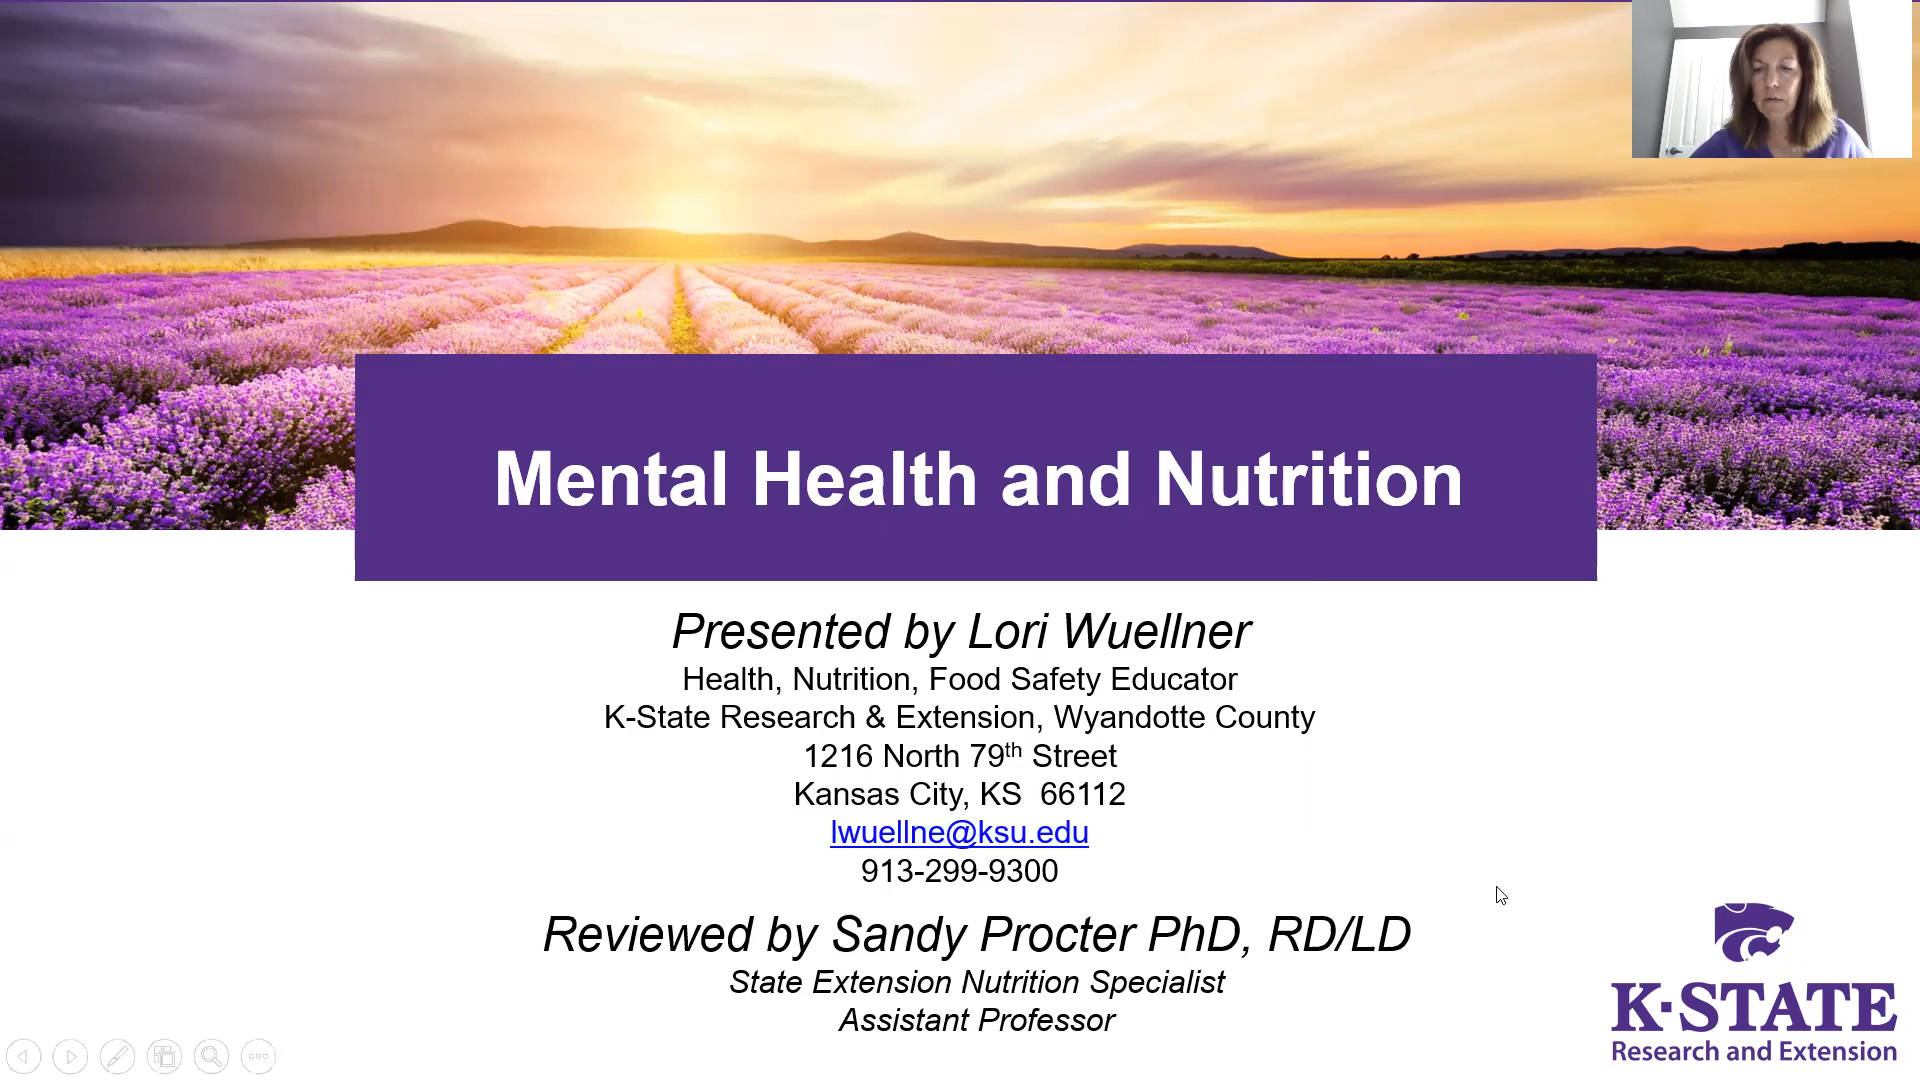 Mental Health and Nutrition
Presented by Lori Wuellner
Health, Nutrition, Food Safety Educator
K-State Research & Extension, Wyandotte County
1216 North 79th Street
Kansas City, KS  66112
lwuellne@ksu.edu
913-299-9300
Reviewed by Sandy Procter PhD, RD/LD
State Extension Nutrition Specialist
Assistant Professor
K-STATE
Research and Extension